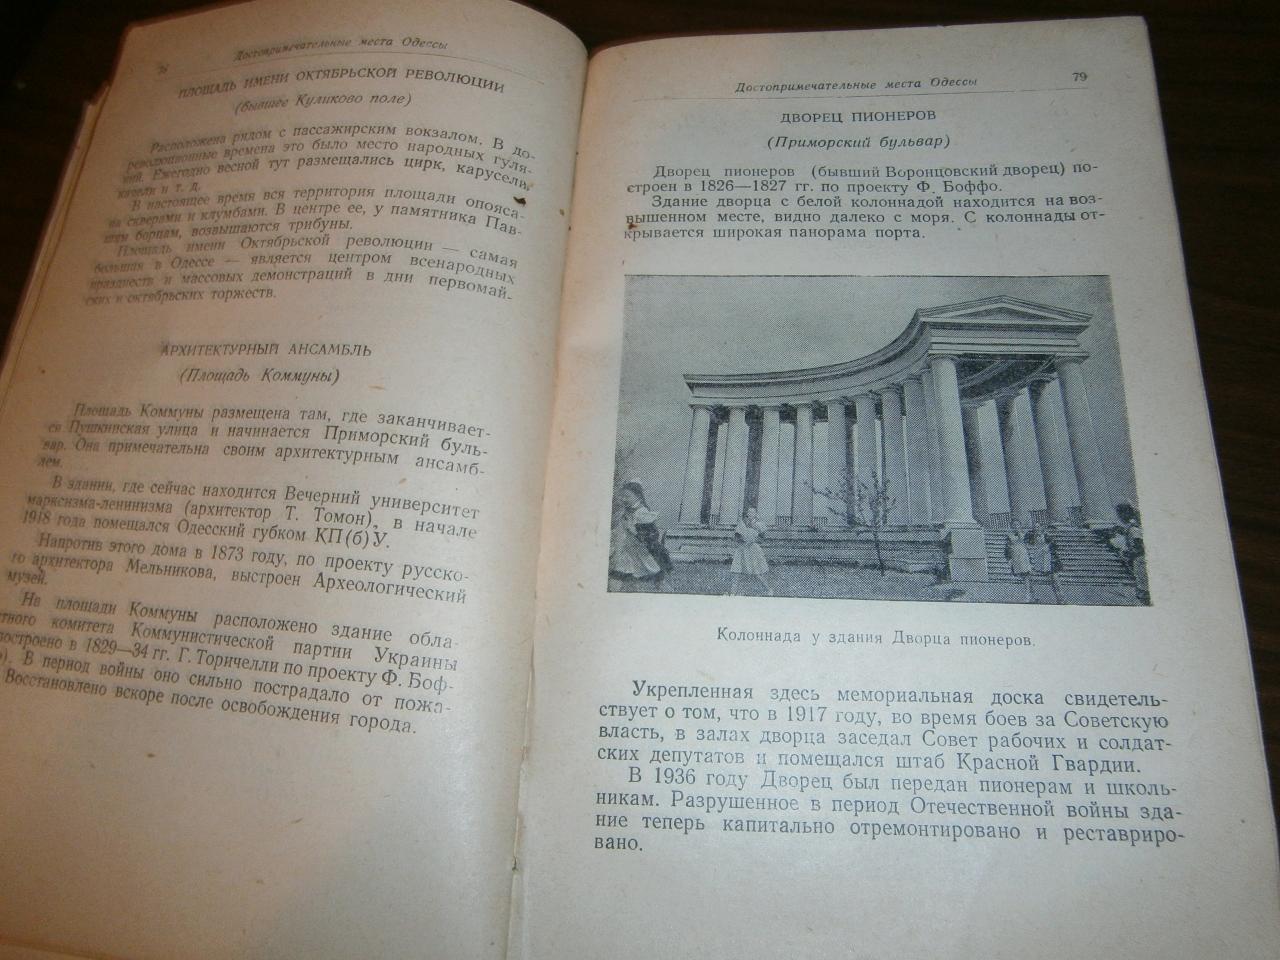 Достопримечательные места Одессы
ПЛОЩАДЬ ИМЕНИ ОКТЯБРЬСКОЙ РЕВОЛЮЦИИ
(бывшее Куликово поле)
Расположена рядом с пассажирским вокзалом. В до-
революционные времена это было место народных гуля-
ний. Ежегодно весной тут размещались цирк, карусели,
качели и т. д.
В настоящее время вся территория площади опояса-
на скверами и клумбами. В центре ее, у памятника Пав-
шим борцам, возвышаются трибуны.
Площадь имени Октябрьской революции — самая
большая в Одессе — является центром всенародных
празднеств и массовых демонстраций в дни первомай-
ских и октябрьских торжеств.
АРХИТЕКТУРНЫЙ АНСАМБЛЬ
(Площадь Коммуны)
Площадь Коммуны размещена там, где заканчивает-
ся Пушкинская улица и начинается Приморский буль-
вар. Она примечательна своим архитектурным ансамб-
лем.
В здании, где сейчас находится Вечерний университет
марксизма-ленинизма (архитектор Т. Томон), в начале
1918 года помещался Одесский губком КП(б)У.
Напротив этого дома в 1873 году, по проекту русско-
го архитектора Мельникова, выстроен Археологический
музей.
На площади Коммуны расположено здание обла-
стного комитета Коммунистической партии Украины
построено в 1829—34 гг. Г. Торичелли по проекту Ф. Боф-
). В период войны оно сильно пострадало от пожа-
Восстановлено вскоре после освобождения города.
Достопримечательные места Одессы 79
ДВОРЕЦ ПИОНЕРОВ
(Приморский бульвар)
Дворец пионеров (бывший Воронцовский дворец) по-
строен в 1826—1827 гг. по проекту Ф. Боффо.
Здание дворца с белой колоннадой находится на воз-
вышенном месте, видно далеко с моря. С колоннады от-
крывается широкая панорама порта.
Колоннада у здания Дворца пионеров.
Укрепленная здесь мемориальная доска свидетель-
ствует о том, что в 1917 году, во время боев за Советскую
власть, в залах дворца заседал Совет рабочих и солдат-
ских депутатов и помещался штаб Красной Гвардии.
В 1936 году Дворец был передан пионерам и школь-
никам. Разрушенное в период Отечественной войны зда-
ние теперь капитально отремонтировано и реставриро-
вано.